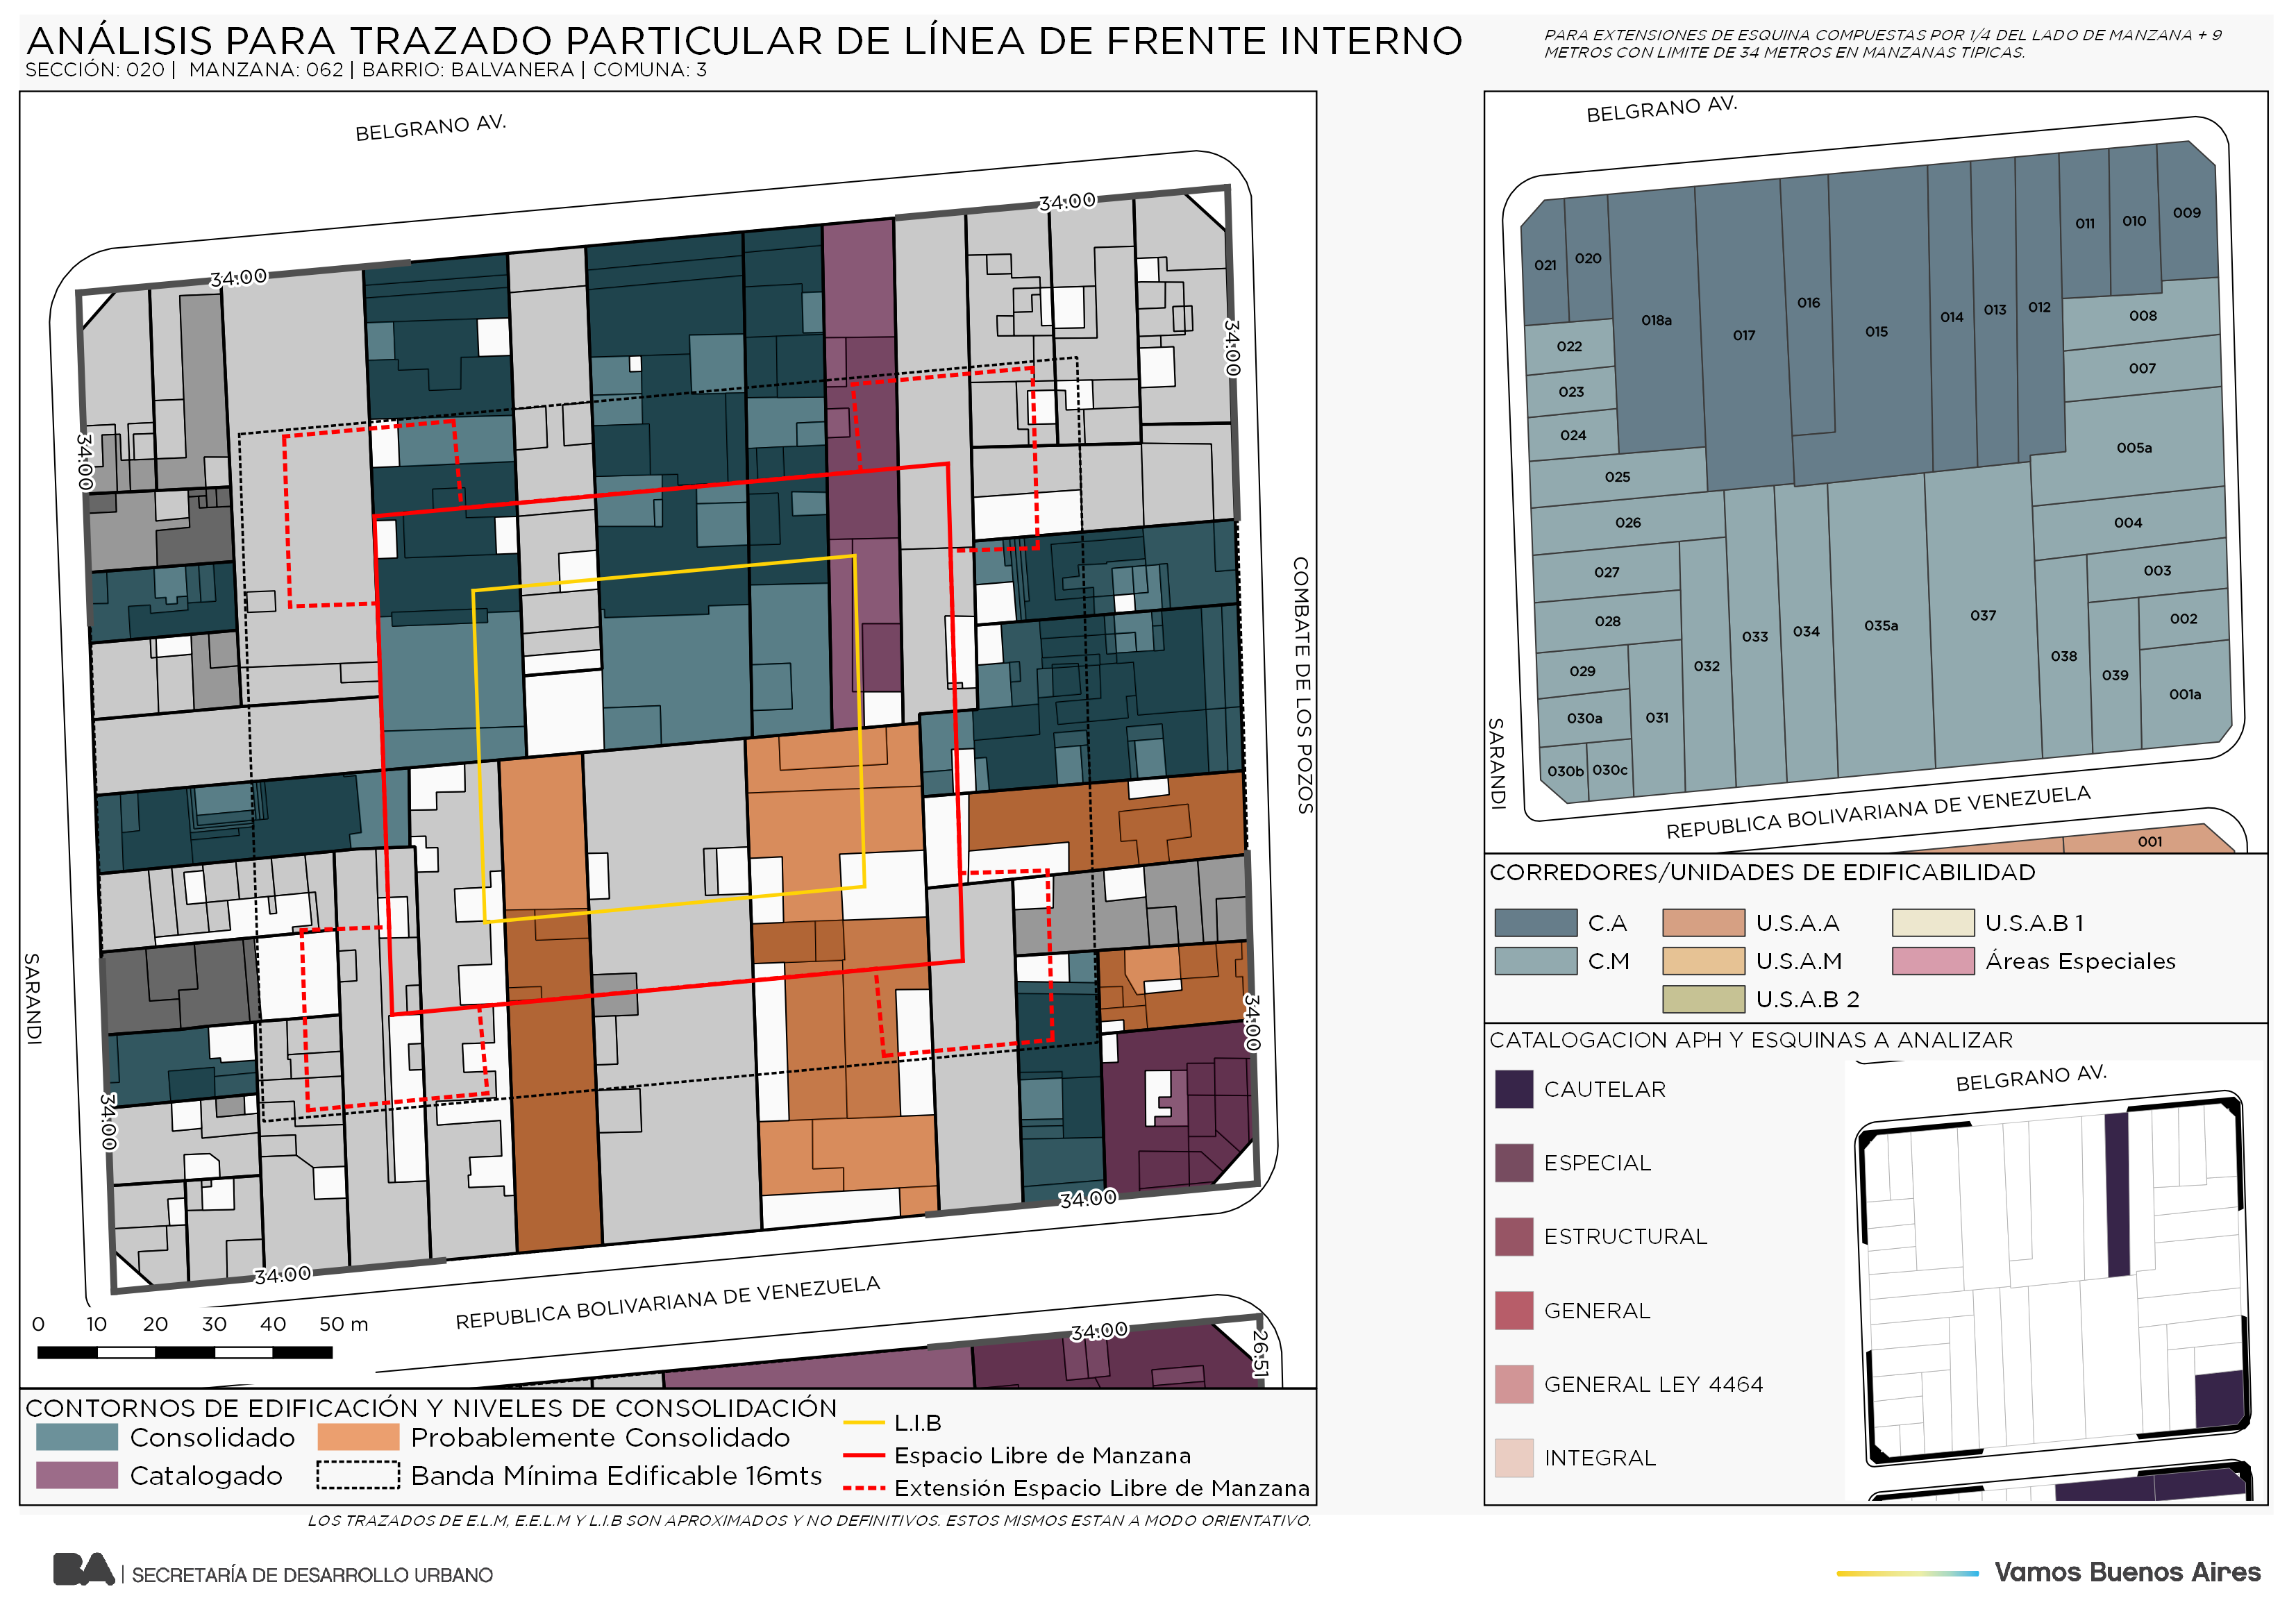 ANÁLISIS PARA TRAZADO PARTICULAR DE LÍNEA DE FRENTE INTERNO
SECCIÓN: 020 | MANZANA: 062 | BARRIO: BALVANERA | COMUNA: 3
PARA EXTENSIONES DE ESQUINA COMPUESTAS POR 1/4 DEL LADO DE MANZANA + 9
METROS CON LIMITE DE 34 METROS EN MANZANAS TIPICAS.
BELGRANO AV.
34:00
34:00
34:00
34:00
COMBATE DE LOS POZOS
SARANDI
34:00
34:00
34:00
34:00
REPUBLICA BOLIVARIANA DE VENEZUELA
34:00
26:51
0 10 20 30 40 50 m
CONTORNOS DE EDIFICACIÓN Y NIVELES DE CONSOLIDACIÓN
Consolidado
Probablemente Consolidado
Catalogado
Banda Mínima Edificable 16mts
L.I.B
Espacio Libre de Manzana
Extensión Espacio Libre de Manzana
LOS TRAZADOS DE E.L.M, E.E.L.M Y L.I.B SON APROXIMADOS Y NO DEFINITIVOS. ESTOS MISMOS ESTAN A MODO ORIENTATIVO.
BELGRANO AV.
021
020
018a
017
016
015
014
013
012
011
010
009
008
007
005a
004
003
002
001a
022
023
024
025
026
027
028
029
030a
030b
030c
031
032
033
034
035a
037
038
039
SARANDI
REPUBLICA BOLIVARIANA DE VENEZUELA
001
CORREDORES/UNIDADES DE EDIFICABILIDAD
C.A
U.S.A.A
U.S.A.B 1
C.M
U.S.A.M
Áreas Especiales
U.S.A.B 2
CATALOGACION APH Y ESQUINAS A ANALIZAR
CAUTELAR
ESPECIAL
ESTRUCTURAL
GENERAL
GENERAL LEY 4464
INTEGRAL
BELGRANO AV.
BA | SECRETARÍA DE DESARROLLO URBANO
Vamos Buenos Aires